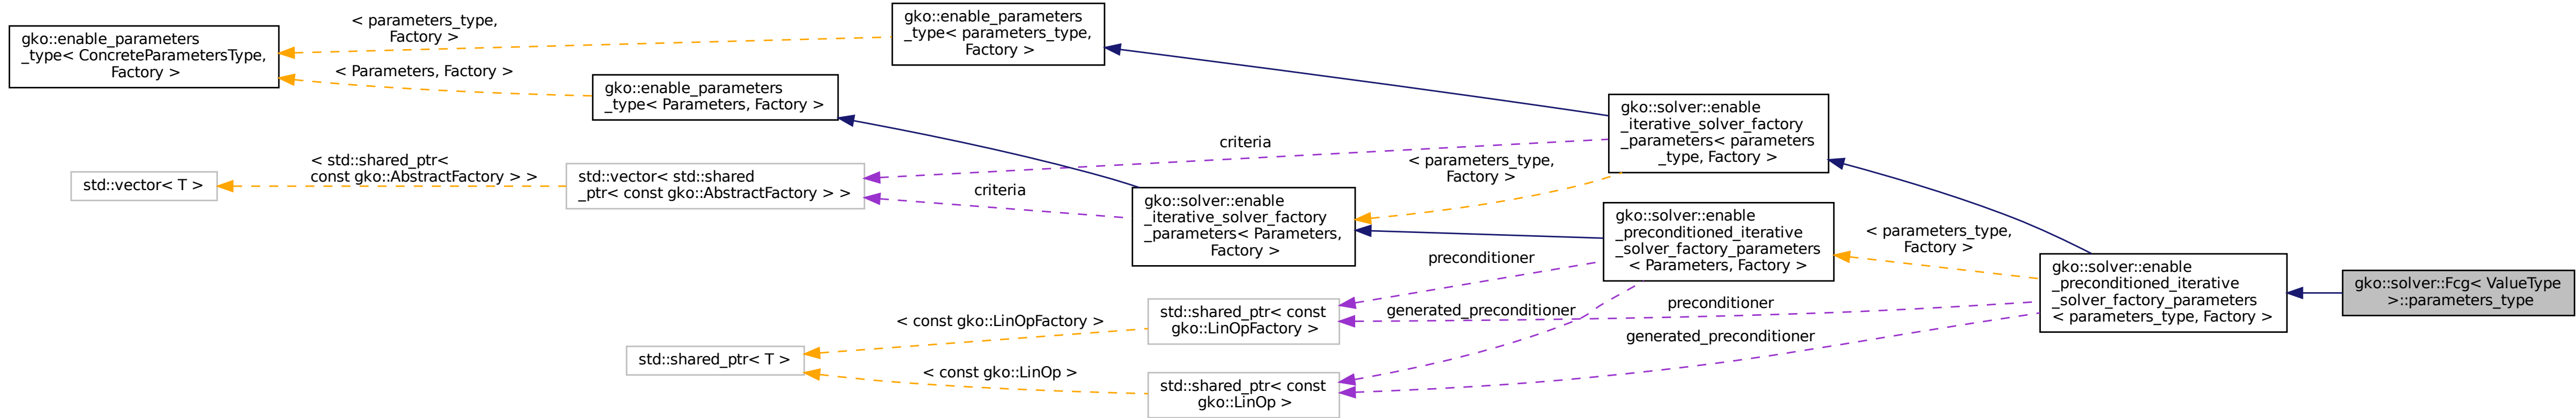 gko::enable_parameters
_type< ConcreteParametersType,
Factory >
< parameters_type,
Factory >
< Parameters, Factory >
gko::enable_parameters
_type< parameters_type,
Factory >
gko::enable_parameters
_type< Parameters, Factory >
std::vector< T >
< std::shared_ptr<
const gko::AbstractFactory > >
std::vector< std::shared
_ptr< const gko::AbstractFactory > >
criteria
criteria
gko::solver::enable
_iterative_solver_factory
_parameters< Parameters,
Factory >
< parameters_type,
Factory >
gko::solver::enable
_iterative_solver_factory
_parameters< parameters
_type, Factory >
gko::solver::enable
_preconditioned_iterative
_solver_factory_parameters
< Parameters, Factory >
< parameters_type,
Factory >
preconditioner
generated_preconditioner
preconditioner
generated_preconditioner
std::shared_ptr< T >
< const gko::LinOpFactory >
< const gko::LinOp >
std::shared_ptr< const
gko::LinOpFactory >
std::shared_ptr< const
gko::LinOp >
gko::solver::enable
_preconditioned_iterative
_solver_factory_parameters
< parameters_type, Factory >
gko::solver::Fcg< ValueType
>::parameters_type